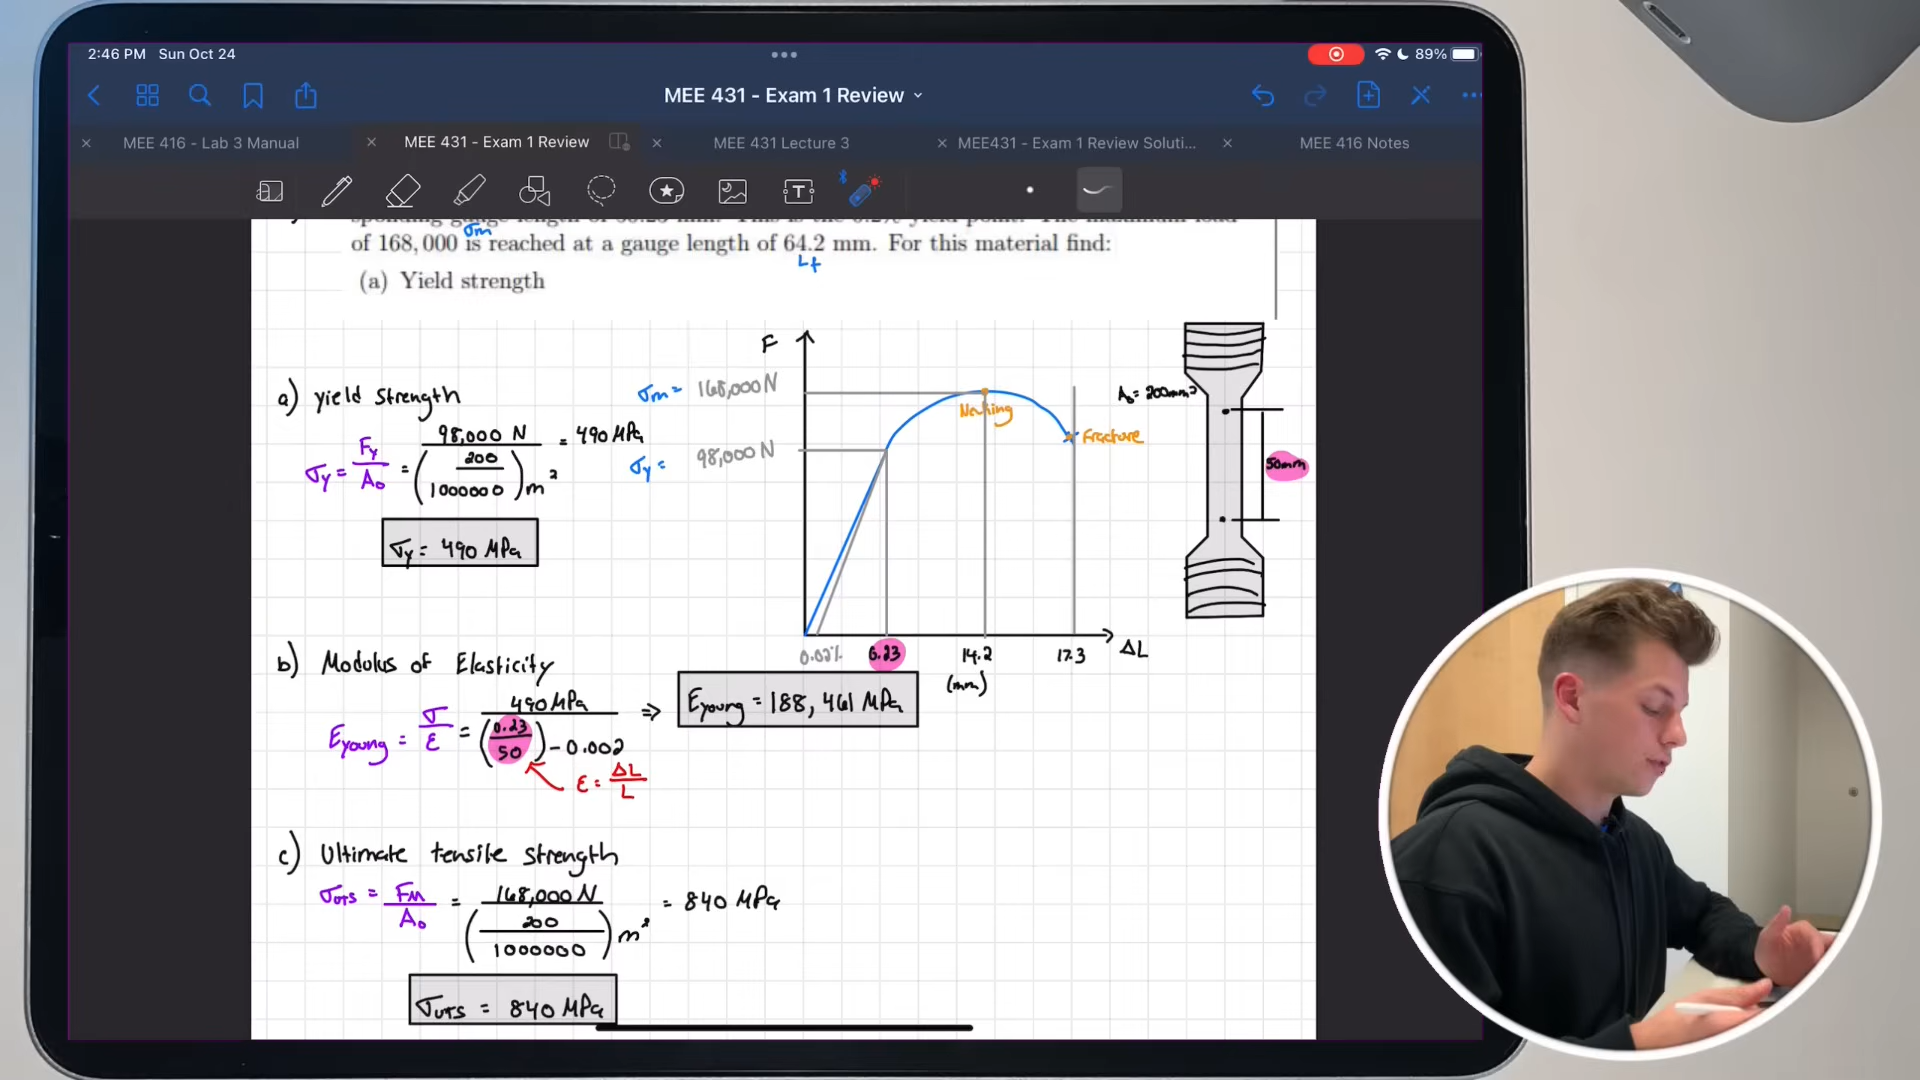 2:46 PM Sun Oct 24
89%
MEE 431 - Exam 1 Review
MEE 416 - Lab 3 Manual
MEE 431 - Exam 1 Review
MEE 431 Lecture 3
MEE431 - Exam 1 Review Soluti...
MEE 416 Notes
T
σm
of 168,000 is reached at a gauge length of 64.2 mm. For this material find:
Lf
(a) Yield strength
F
a) yield strength
σm = 168,000 N
Necking
A₀ = 200mm²
σy = Fy / A₀ = 98,000 N / (200 / 1000000) m² = 490 MPa
σy = 98,000 N
Fracture
50mm
σy = 490 MPa
0.02% 0.23 14.2 17.3 ΔL
(mm)
b) Modulus of Elasticity
Eyoung = σ / ε = 490 MPa / (0.23 / 50) - 0.002 ⇒ Eyoung = 188,461 MPa
ε = ΔL / L
c) Ultimate tensile strength
σUTS = FM / A₀ = 168,000 N / (200 / 1000000) m² = 840 MPa
σUTS = 840 MPa